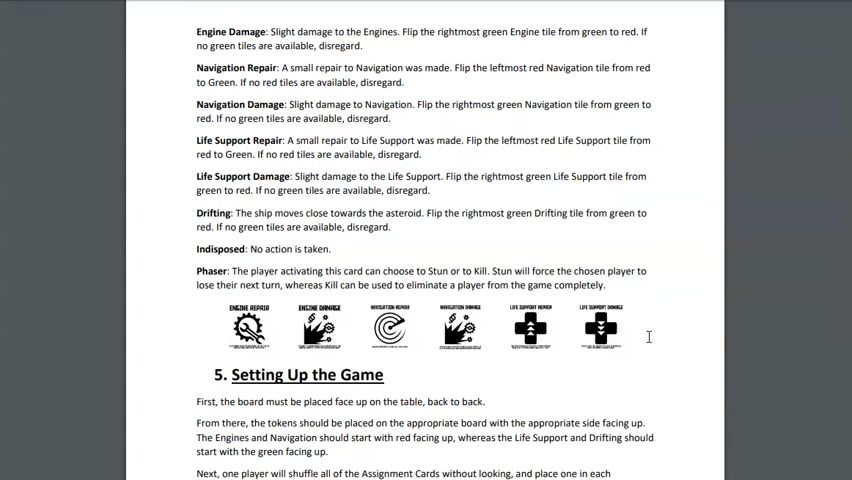 Engine Damage: Slight damage to the Engines. Flip the rightmost green Engine tile from green to red. If
no green tiles are available, disregard.
Navigation Repair: A small repair to Navigation was made. Flip the leftmost red Navigation tile from red
to Green. If no red tiles are available, disregard.
Navigation Damage: Slight damage to Navigation. Flip the rightmost green Navigation tile from green to
red. If no green tiles are available, disregard.
Life Support Repair: A small repair to Life Support was made. Flip the leftmost red Life Support tile from
red to Green. If no red tiles are available, disregard.
Life Support Damage: Slight damage to the Life Support. Flip the rightmost green Life Support tile from
green to red. If no green tiles are available, disregard.
Drifting: The ship moves close towards the asteroid. Flip the rightmost green Drifting tile from green to
red. If no green tiles are available, disregard.
Indisposed: No action is taken.
Phaser: The player activating this card can choose to Stun or to Kill. Stun will force the chosen player to
lose their next turn, whereas Kill can be used to eliminate a player from the game completely.
ENGINE REPAIR ENGINE DAMAGE NAVIGATION REPAIR NAVIGATION DAMAGE LIFE SUPPORT REPAIR LIFE SUPPORT DAMAGE
5. Setting Up the Game
First, the board must be placed face up on the table, back to back.
From there, the tokens should be placed on the appropriate board with the appropriate side facing up.
The Engines and Navigation should start with red facing up, whereas the Life Support and Drifting should
start with the green facing up.
Next, one player will shuffle all of the Assignment Cards without looking, and place one in each